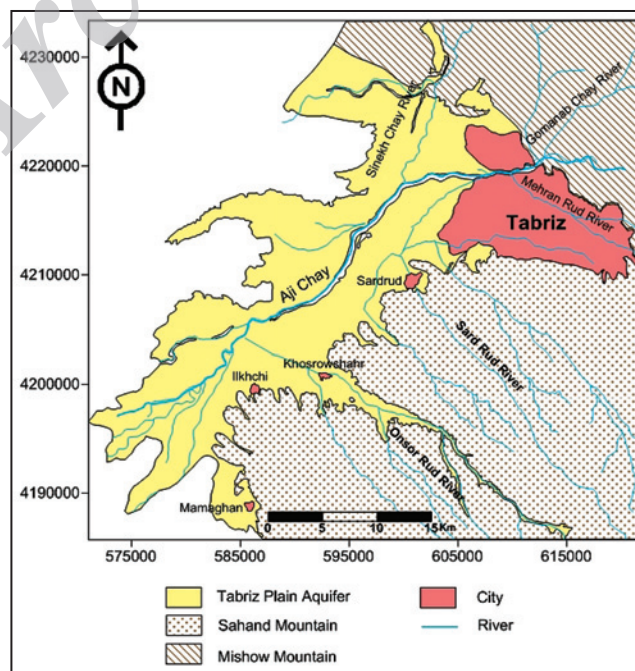 4230000
4220000
4210000
4200000
4190000
N
Sinekh Chay River
Gomanab Chay River
Mehran Rud River
Tabriz
Aji Chay
Sardrud
Sard Rud River
Khosrowshahr
Ilkhchi
Onsor Rud River
Mamaghan
0 5 10 15 Km
575000 585000 595000 605000 615000
Tabriz Plain Aquifer
City
Sahand Mountain
River
Mishow Mountain